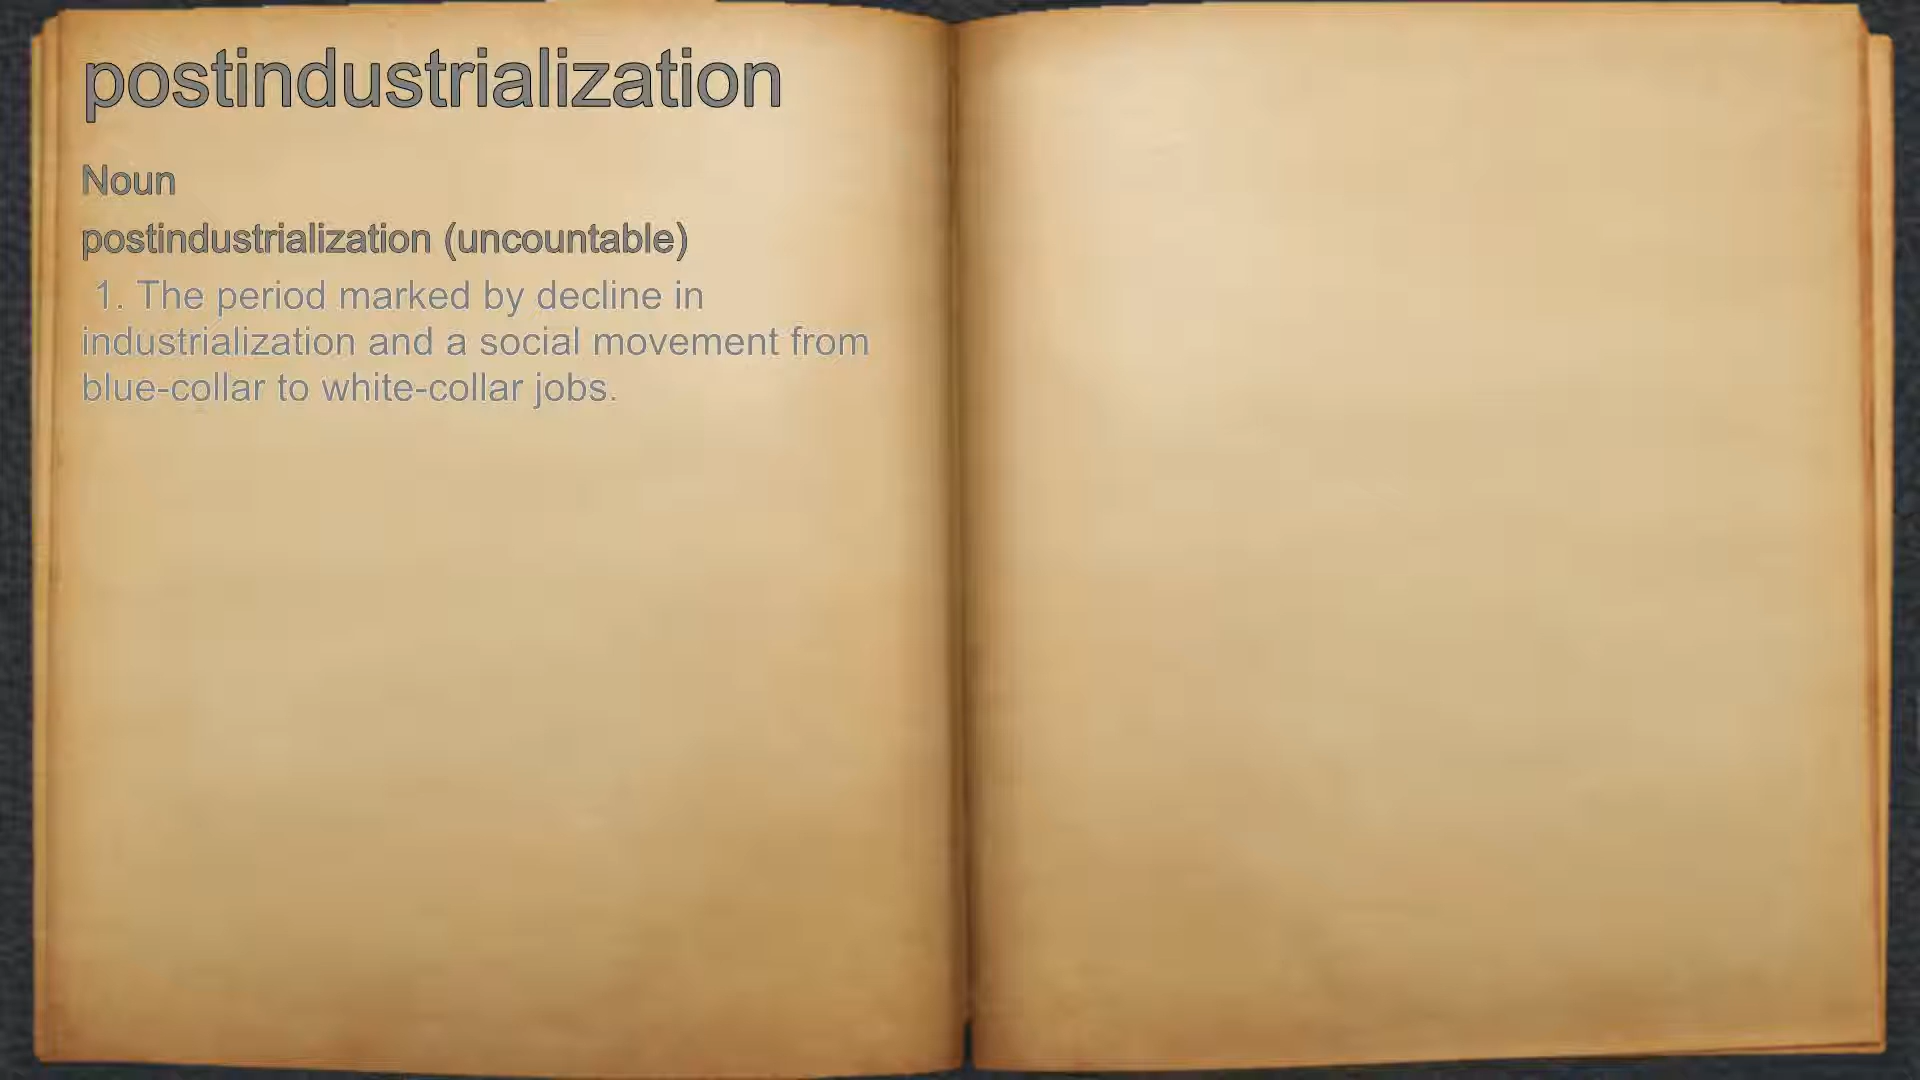 postindustrialization
Noun
postindustrialization (uncountable)
1. The period marked by decline in
industrialization and a social movement from
blue-collar to white-collar jobs.